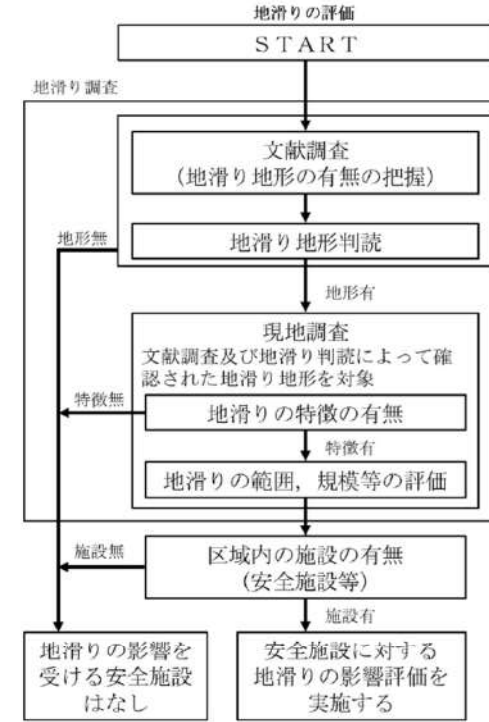 地滑りの評価
ＳＴＡＲＴ
地滑り調査
文献調査
（地滑り地形の有無の把握）
地滑り地形判読
地形無
地形有
現地調査
文献調査及び地滑り判読によって確
認された地滑り地形を対象
特徴無
地滑りの特徴の有無
特徴有
地滑りの範囲，規模等の評価
施設無
区域内の施設の有無
（安全施設等）
施設有
地滑りの影響を
受ける安全施設
はなし
安全施設に対する
地滑りの影響評価を
実施する